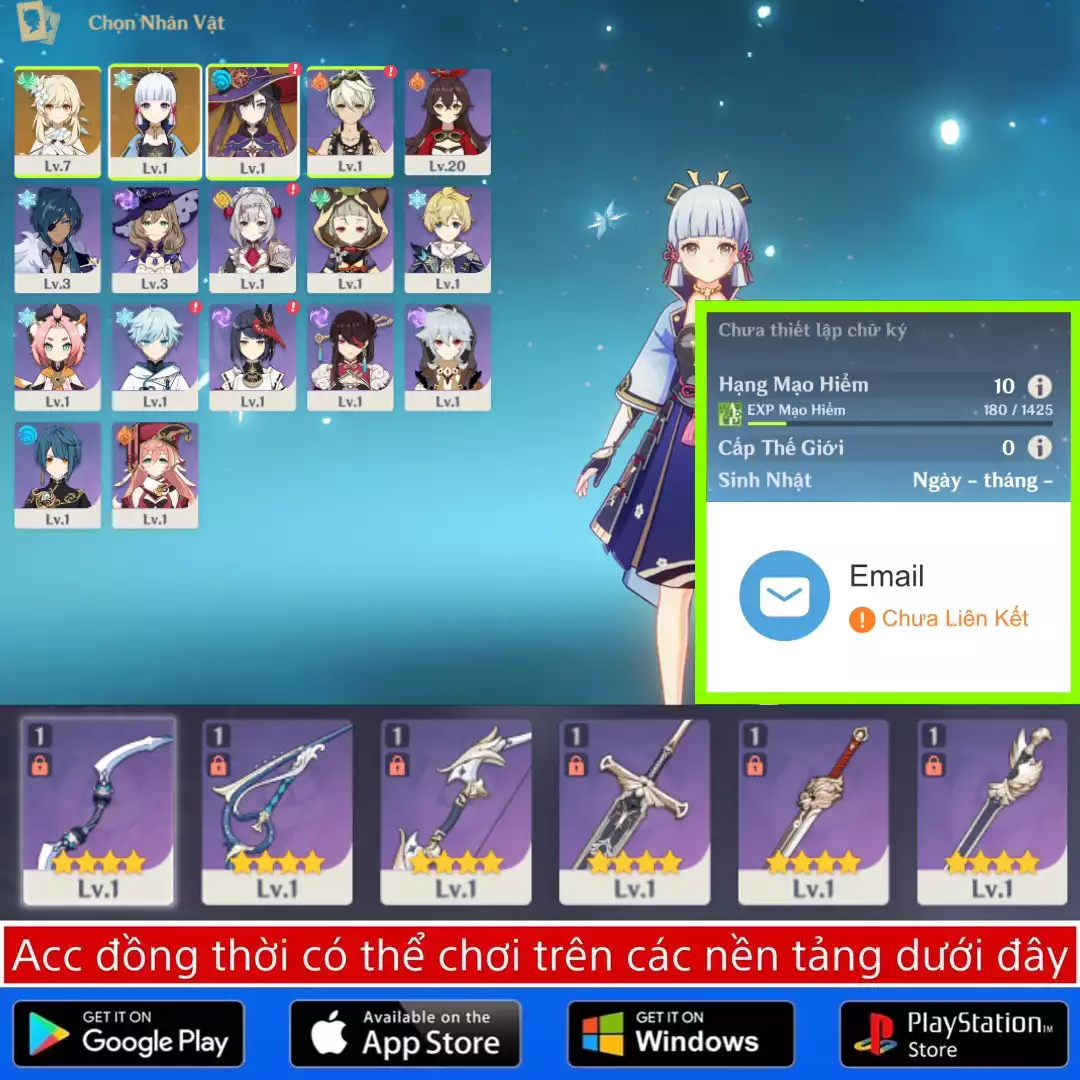 Chọn Nhân Vật
Lv.7
Lv.1
Lv.1
Lv.1
Lv.20
Lv.3
Lv.3
Lv.1
Lv.1
Lv.1
Lv.1
Lv.1
Lv.1
Lv.1
Lv.1
Lv.1
Lv.1
Chưa thiết lập chữ ký
Hạng Mạo Hiểm 10
EXP Mạo Hiểm 180 / 1425
Cấp Thế Giới 0
Sinh Nhật Ngày - tháng -
Email
Chưa Liên Kết
1 1 1 1 1 1
Lv.1 Lv.1 Lv.1 Lv.1 Lv.1 Lv.1
Acc đồng thời có thể chơi trên các nền tảng dưới đây
GET IT ON
Google Play
Available on the
App Store
GET IT ON
Windows
PlayStation™
Store